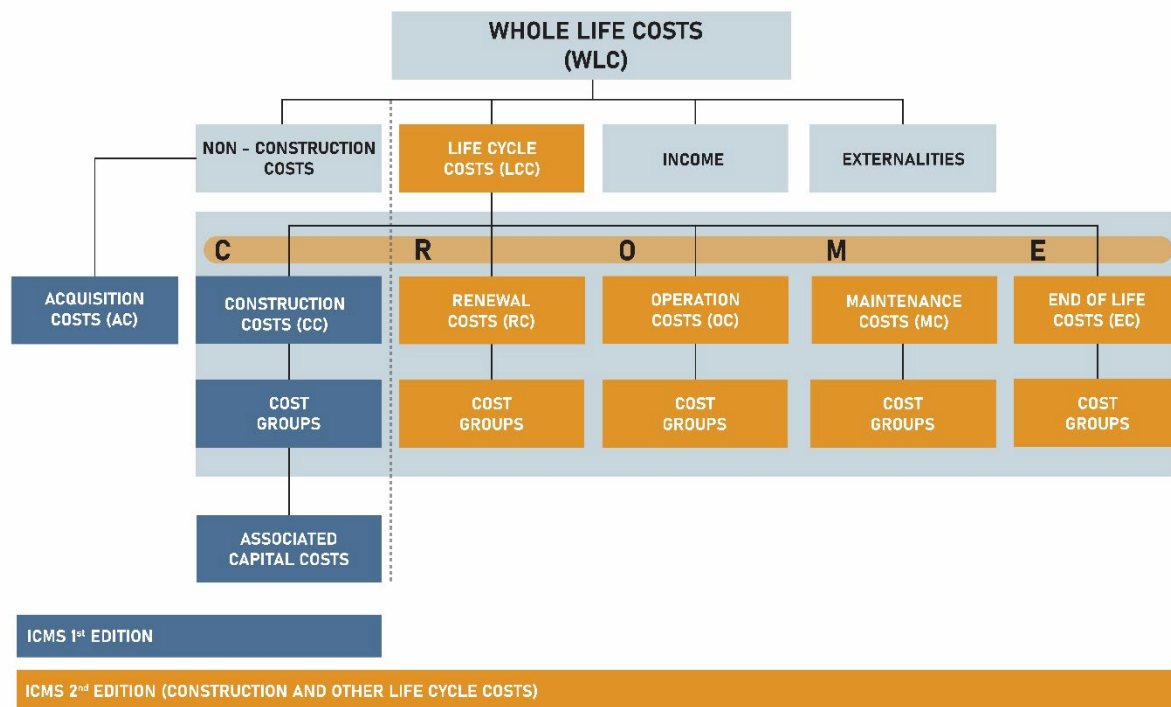 WHOLE LIFE COSTS
(WLC)
NON – CONSTRUCTION
COSTS
LIFE CYCLE
COSTS (LCC)
INCOME
EXTERNALITIES
C
R
O
M
E
ACQUISITION
COSTS (AC)
CONSTRUCTION
COSTS (CC)
RENEWAL
COSTS (RC)
OPERATION
COSTS (OC)
MAINTENANCE
COSTS (MC)
END OF LIFE
COSTS (EC)
COST
GROUPS
COST
GROUPS
COST
GROUPS
COST
GROUPS
COST
GROUPS
ASSOCIATED
CAPITAL COSTS
ICMS 1st EDITION
ICMS 2nd EDITION (CONSTRUCTION AND OTHER LIFE CYCLE COSTS)